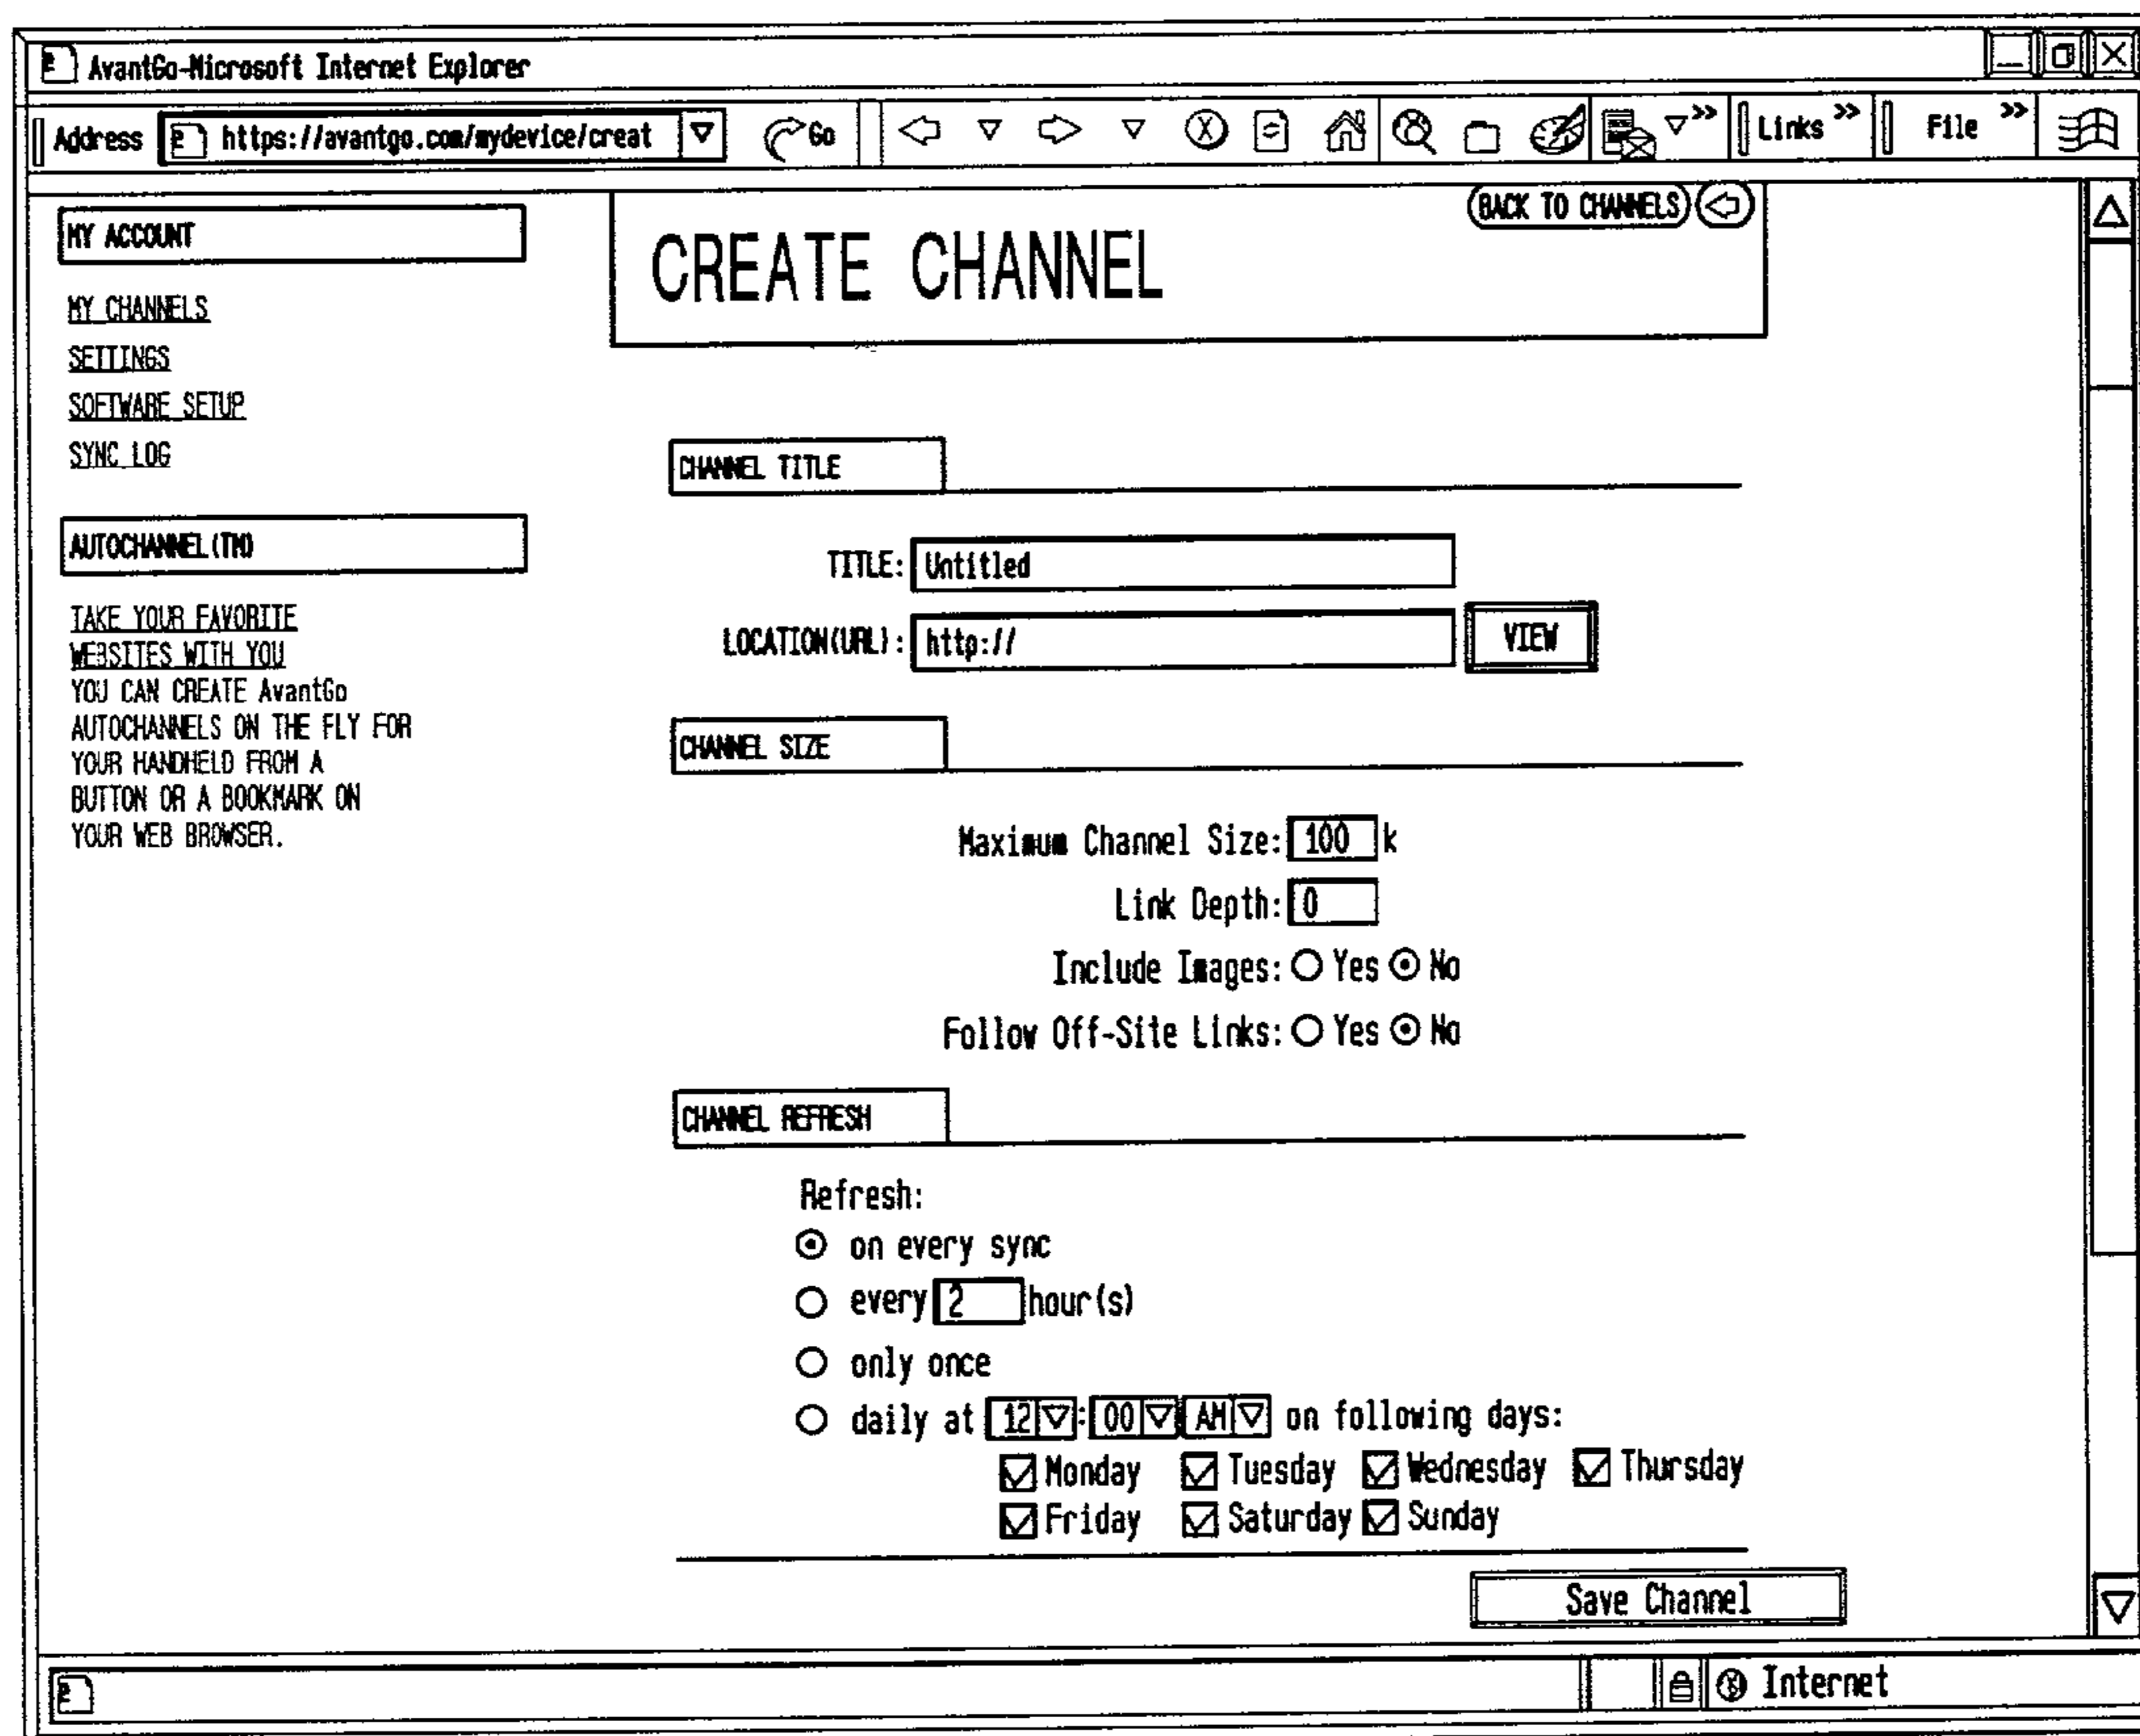 AvantGo-Microsoft Internet Explorer
Address https://avantgo.com/mydevice/creat Go Links » File »
BACK TO CHANNELS
MY ACCOUNT
CREATE CHANNEL
MY CHANNELS
SETTINGS
SOFTWARE SETUP
SYNC LOG
AUTOCHANNEL(TM)
TAKE YOUR FAVORITE
WEBSITES WITH YOU
YOU CAN CREATE AvantGo
AUTOCHANNELS ON THE FLY FOR
YOUR HANDHELD FROM A
BUTTON OR A BOOKMARK ON
YOUR WEB BROWSER.
CHANNEL TITLE
TITLE: Untitled
LOCATION(URL): http:// VIEW
CHANNEL SIZE
Maximum Channel Size: 100 k
Link Depth: 0
Include Images: Yes No
Follow Off-Site Links: Yes No
CHANNEL REFRESH
Refresh:
on every sync
every 2 hour(s)
only once
daily at 12 : 00 AM on following days:
Monday Tuesday Wednesday Thursday
Friday Saturday Sunday
Save Channel
Internet